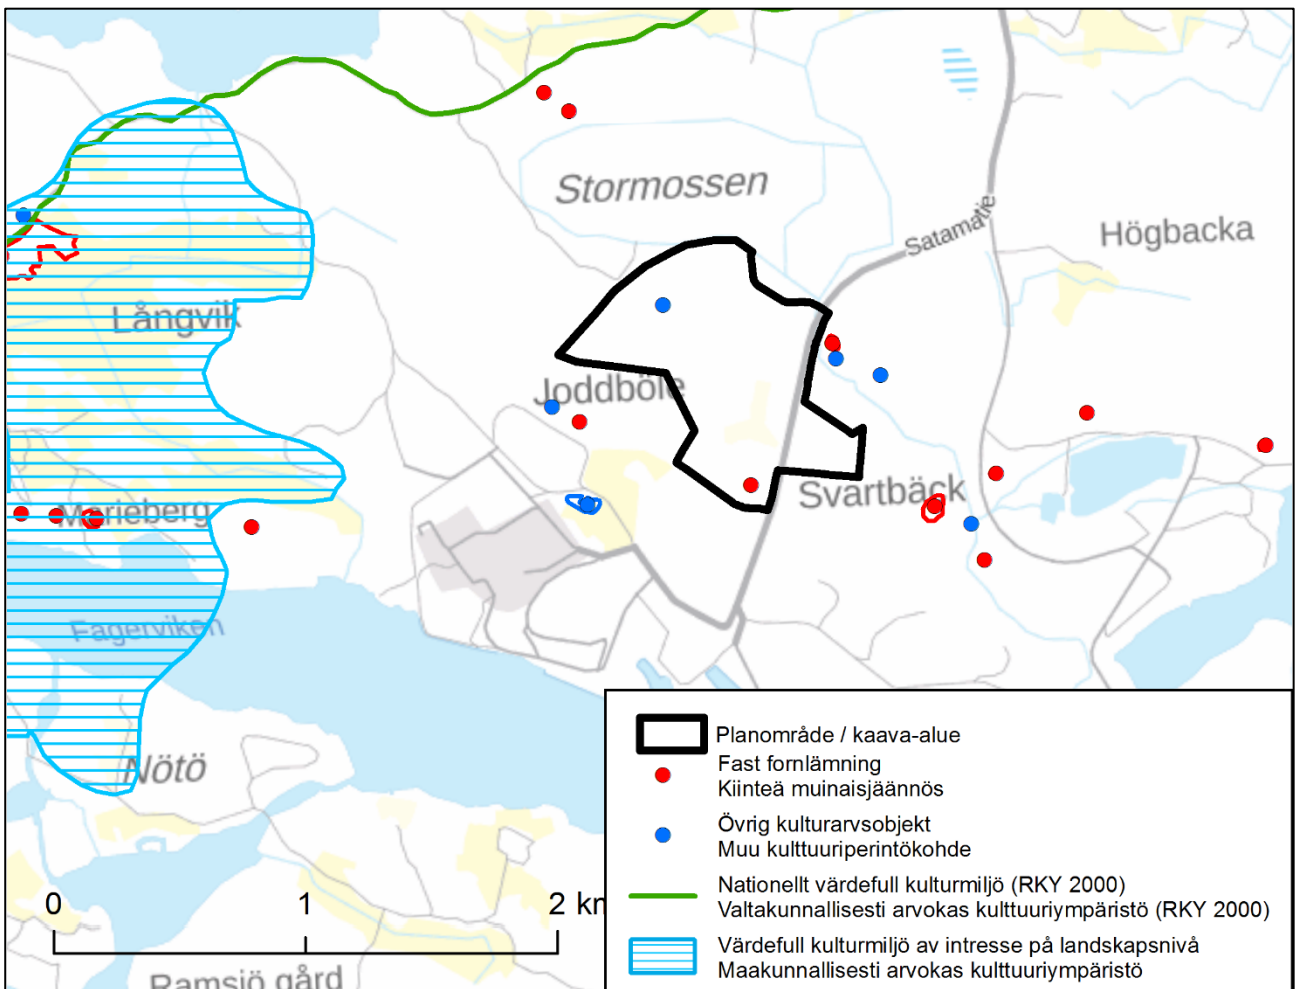 Stormossen
Satamatie
Högbacka
Långvik
Joddböle
Svartbäck
Marieberg
Fagerviken
Nötö
Planområde / kaava-alue
Fast fornlämning
Kiinteä muinaisjäännös
Övrig kulturarvsobjekt
Muu kulttuuriperintökohde
Nationellt värdefull kulturmiljö (RKY 2000)
Valtakunnallisesti arvokas kulttuuriympäristö (RKY 2000)
Värdefull kulturmiljö av intresse på landskapsnivå
Maakunnallisesti arvokas kulttuuriympäristö
0 1 2 km
Ramsjö gård